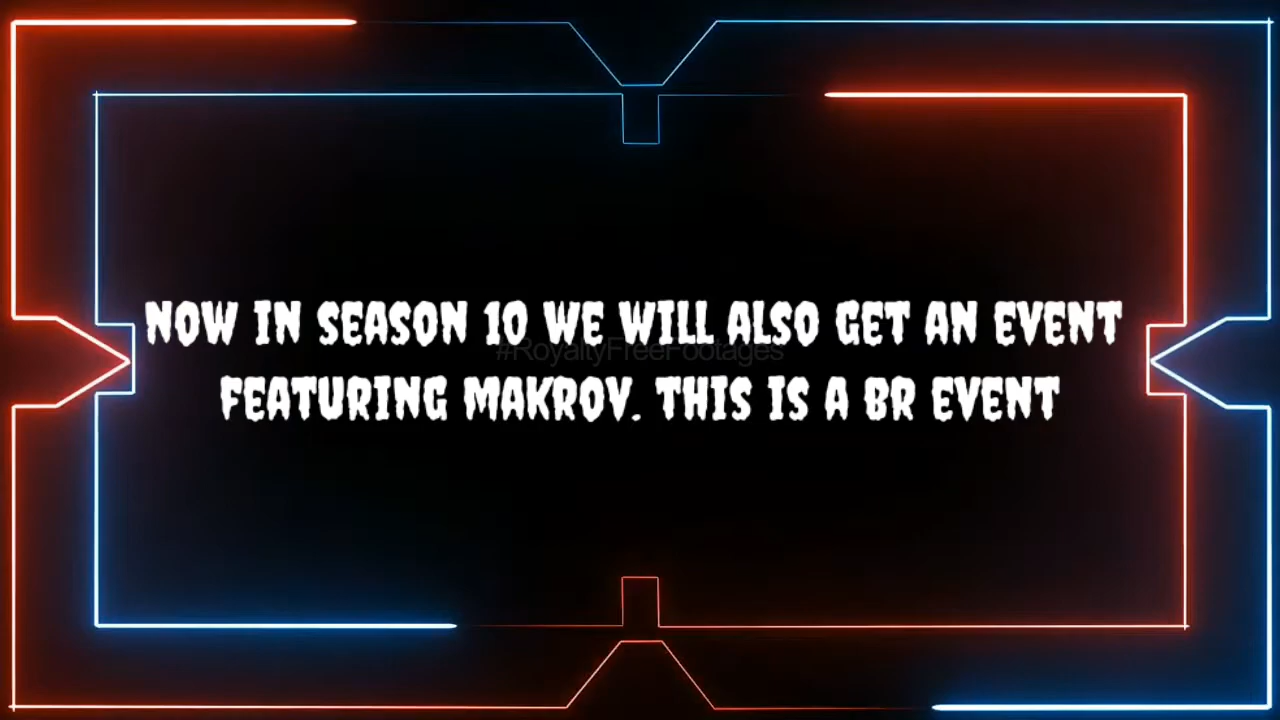 NOW IN SEASON 10 WE WILL ALSO GET AN EVENT
#RoyaltyFreeFootages
FEATURING MAKROV. THIS IS A BR EVENT